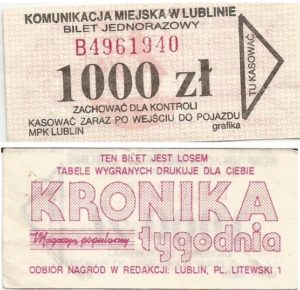 KOMUNIKACJA MIEJSKA W LUBLINIE
BILET JEDNORAZOWY
B4961940
1000 zł
TU KASOWAĆ
ZACHOWAĆ DLA KONTROLI
KASOWAĆ ZARAZ PO WEJŚCIU DO POJAZDU
MPK LUBLIN
grafika
TEN BILET JEST LOSEM
TABELE WYGRANYCH DRUKUJE DLA CIEBIE
KRONIKA
Magazyn popularny
tygodnia
ODBIÓR NAGRÓD W REDAKCJI: LUBLIN, PL. LITEWSKI 1